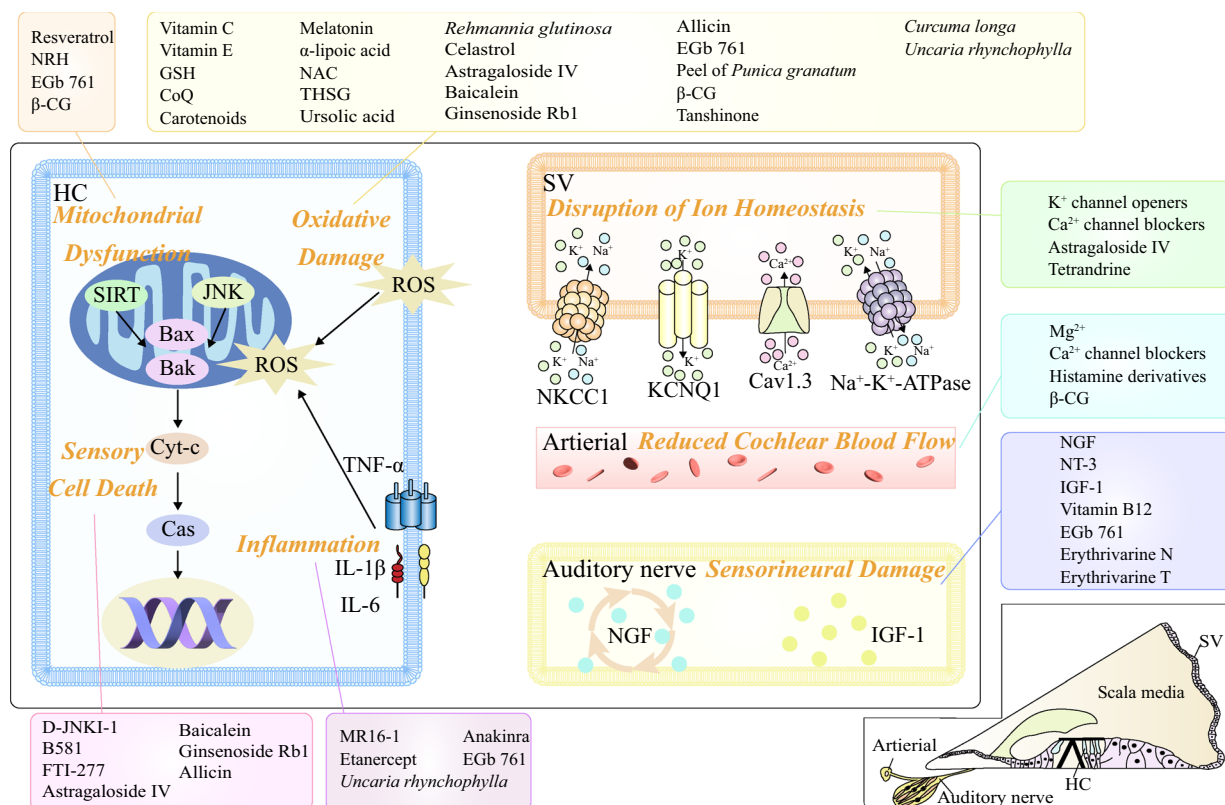 Resveratrol
NRH
EGb 761
β-CG
Vitamin C
Vitamin E
GSH
CoQ
Carotenoids
Melatonin
α-lipoic acid
NAC
THSG
Ursolic acid
Rehmannia glutinosa
Celastrol
Astragaloside IV
Baicalein
Ginsenoside Rb1
Allicin
EGb 761
Peel of Punica granatum
β-CG
Tanshinone
Curcuma longa
Uncaria rhynchophylla
HC
Mitochondrial
Dysfunction
Oxidative
Damage
SIRT
JNK
Bax
Bak
ROS
ROS
Cyt-c
Sensory
Cell Death
Cas
TNF-α
Inflammation
IL-1β
IL-6
SV
Disruption of Ion Homeostasis
K⁺
Na⁺
K⁺
Na⁺
NKCC1
K⁺
K⁺
KCNQ1
Ca²⁺
Ca²⁺
Cav1.3
K⁺
Na⁺
K⁺
Na⁺
Na⁺-K⁺-ATPase
Artierial Reduced Cochlear Blood Flow
Auditory nerve Sensorineural Damage
NGF
IGF-1
K⁺ channel openers
Ca²⁺ channel blockers
Astragaloside IV
Tetrandrine
Mg²⁺
Ca²⁺ channel blockers
Histamine derivatives
β-CG
NGF
NT-3
IGF-1
Vitamin B12
EGb 761
Erythrivarine N
Erythrivarine T
D-JNKI-1
B581
FTI-277
Astragaloside IV
Baicalein
Ginsenoside Rb1
Allicin
MR16-1
Etanercept
Uncaria rhynchophylla
Anakinra
EGb 761
SV
Scala media
Artierial
HC
Auditory nerve